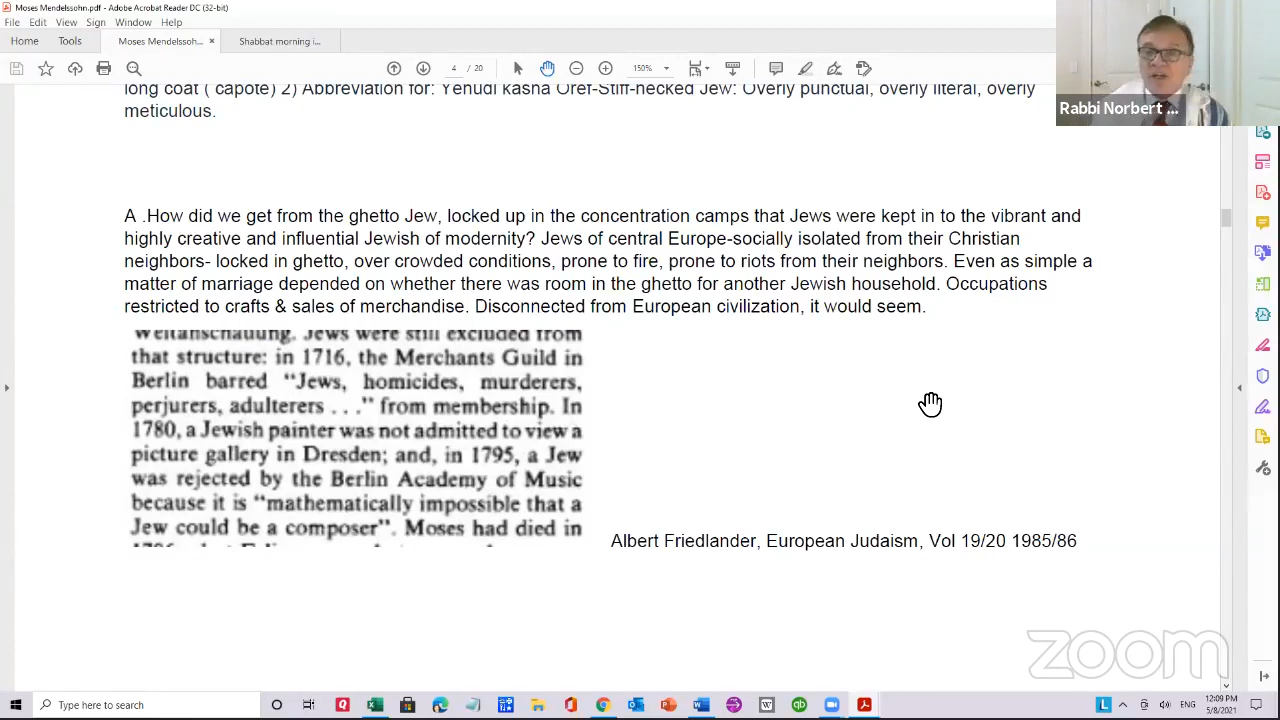 Moses Mendelssohn.pdf - Adobe Acrobat Reader DC (32-bit)
File Edit View Sign Window Help
Home Tools Moses Mendelssoh... × Shabbat morning i...
4 / 20 150%
Rabbi Norbert ...
long coat ( capote) 2) Abbreviation for: Yehudi kasha Oref-Stiff-necked Jew: Overly punctual, overly literal, overly
meticulous.
A .How did we get from the ghetto Jew, locked up in the concentration camps that Jews were kept in to the vibrant and
highly creative and influential Jewish of modernity? Jews of central Europe-socially isolated from their Christian
neighbors- locked in ghetto, over crowded conditions, prone to fire, prone to riots from their neighbors. Even as simple a
matter of marriage depended on whether there was room in the ghetto for another Jewish household. Occupations
restricted to crafts & sales of merchandise. Disconnected from European civilization, it would seem.
Weltanschauung. Jews were still excluded from
that structure: in 1716, the Merchants Guild in
Berlin barred “Jews, homicides, murderers,
perjurers, adulterers . . .” from membership. In
1780, a Jewish painter was not admitted to view a
picture gallery in Dresden; and, in 1795, a Jew
was rejected by the Berlin Academy of Music
because it is “mathematically impossible that a
Jew could be a composer”. Moses had died in
Albert Friedlander, European Judaism, Vol 19/20 1985/86
zoom
Type here to search
12:09 PM
ENG
5/8/2021